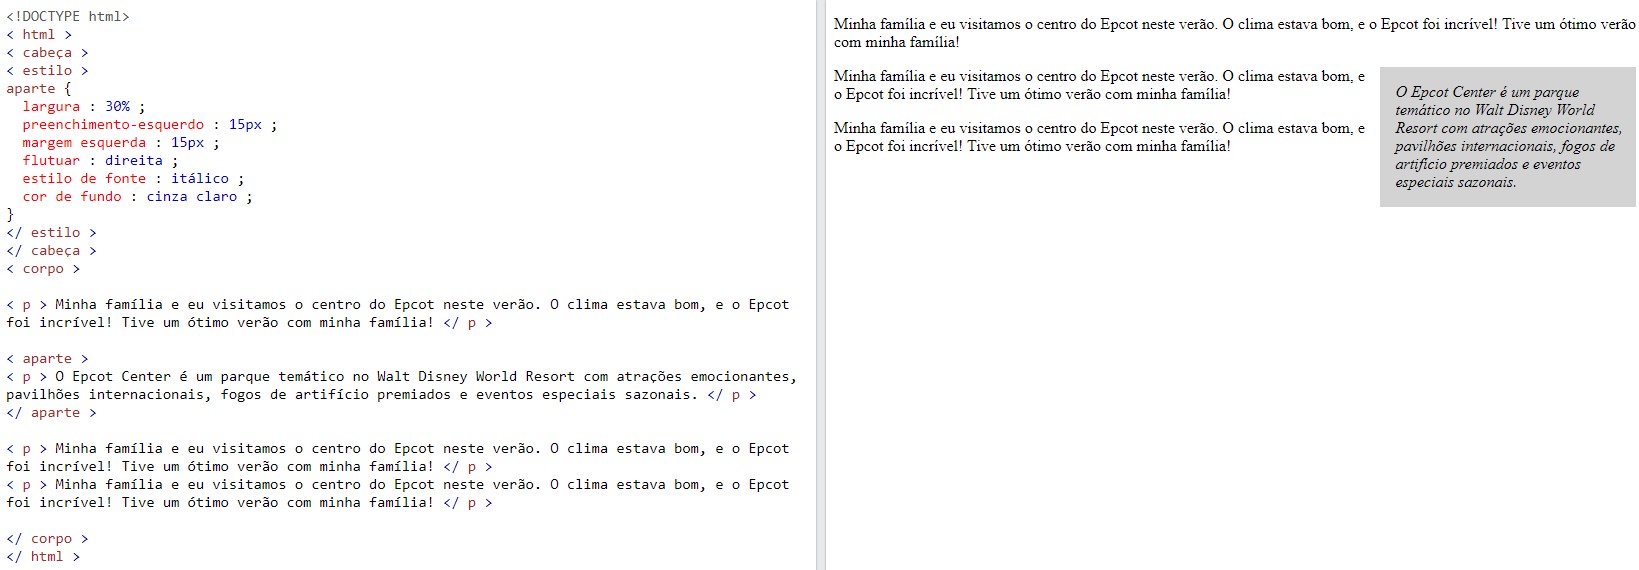 <!DOCTYPE html>
< html >
< cabeça >
< estilo >
aparte {
  largura : 30% ;
  preenchimento-esquerdo : 15px ;
  margem esquerda : 15px ;
  flutuar : direita ;
  estilo de fonte : itálico ;
  cor de fundo : cinza claro ;
}
</ estilo >
</ cabeça >
< corpo >
< p > Minha família e eu visitamos o centro do Epcot neste verão. O clima estava bom, e o Epcot
foi incrível! Tive um ótimo verão com minha família! </ p >
< aparte >
< p > O Epcot Center é um parque temático no Walt Disney World Resort com atrações emocionantes,
pavilhões internacionais, fogos de artifício premiados e eventos especiais sazonais. </ p >
</ aparte >
< p > Minha família e eu visitamos o centro do Epcot neste verão. O clima estava bom, e o Epcot
foi incrível! Tive um ótimo verão com minha família! </ p >
< p > Minha família e eu visitamos o centro do Epcot neste verão. O clima estava bom, e o Epcot
foi incrível! Tive um ótimo verão com minha família! </ p >
</ corpo >
</ html >
Minha família e eu visitamos o centro do Epcot neste verão. O clima estava bom, e o Epcot foi incrível! Tive um ótimo verão
com minha família!
Minha família e eu visitamos o centro do Epcot neste verão. O clima estava bom, e
o Epcot foi incrível! Tive um ótimo verão com minha família!
Minha família e eu visitamos o centro do Epcot neste verão. O clima estava bom, e
o Epcot foi incrível! Tive um ótimo verão com minha família!
O Epcot Center é um parque
temático no Walt Disney World
Resort com atrações emocionantes,
pavilhões internacionais, fogos de
artifício premiados e eventos
especiais sazonais.